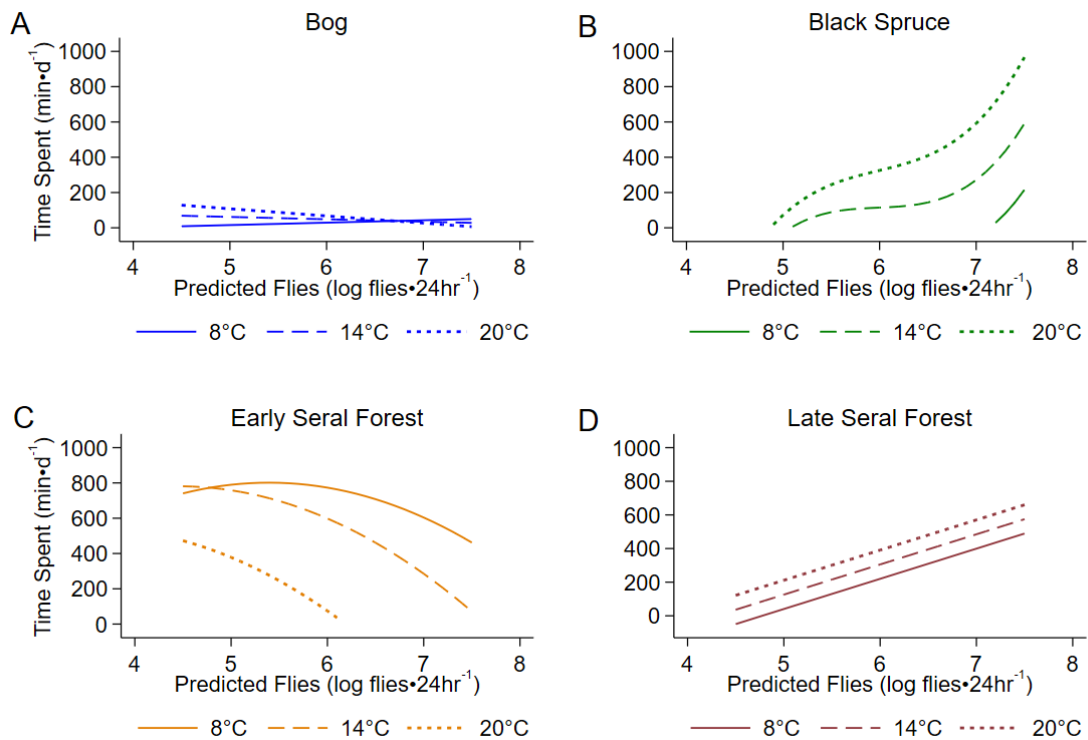 A
Bog
Time Spent (min•d-1)
1000
800
600
400
200
0
4 5 6 7 8
Predicted Flies (log flies•24hr-1)
8°C 14°C 20°C
B
Black Spruce
1000
800
600
400
200
0
4 5 6 7 8
Predicted Flies (log flies•24hr-1)
8°C 14°C 20°C
C
Early Seral Forest
Time Spent (min•d-1)
1000
800
600
400
200
0
4 5 6 7 8
Predicted Flies (log flies•24hr-1)
8°C 14°C 20°C
D
Late Seral Forest
1000
800
600
400
200
0
4 5 6 7 8
Predicted Flies (log flies•24hr-1)
8°C 14°C 20°C